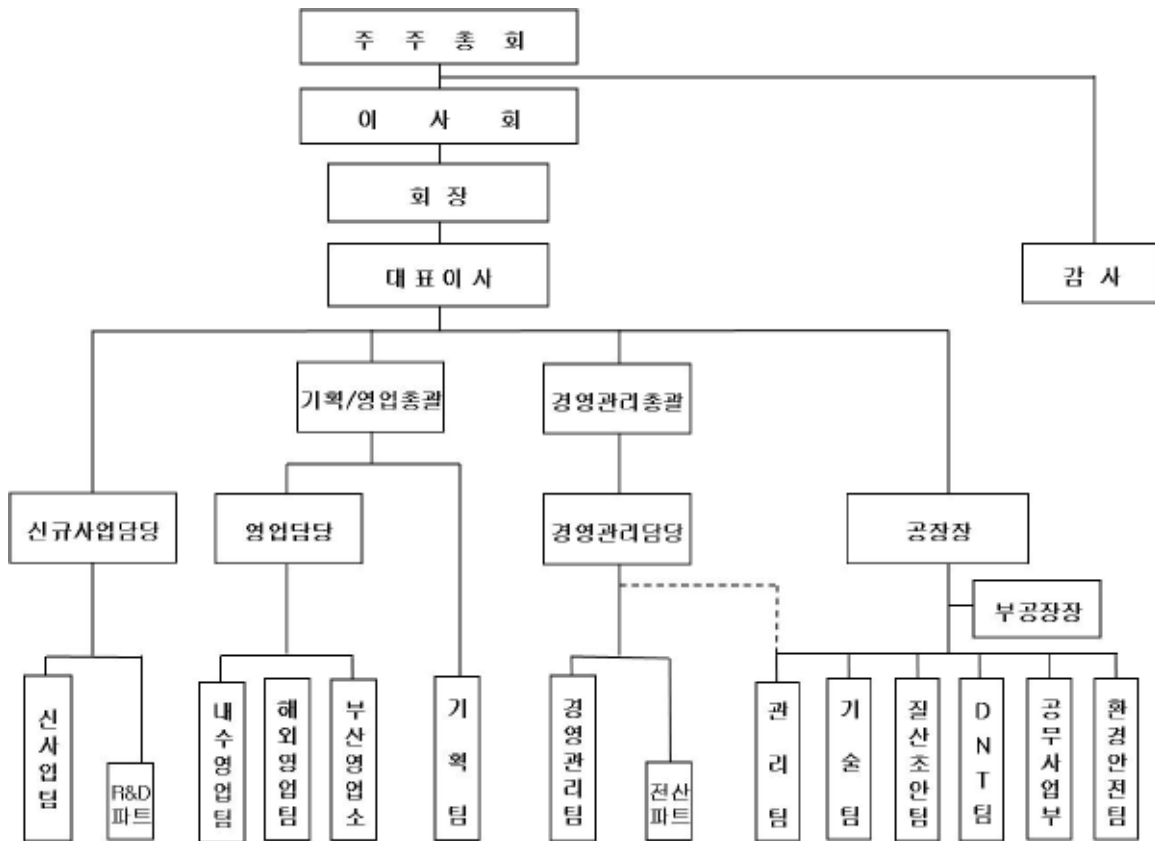 주 주 총 회
이 사 회
회 장
대 표 이 사
감 사
기획/영업총괄
경영관리총괄
신규사업담당
영업담당
경영관리담당
공장장
부공장장
신사업팀
R&D
파트
내수영업팀
해외영업팀
부산영업소
기획팀
경영관리팀
전산
파트
관리팀
기술팀
질산초안팀
DNT팀
공무사업부
환경안전팀